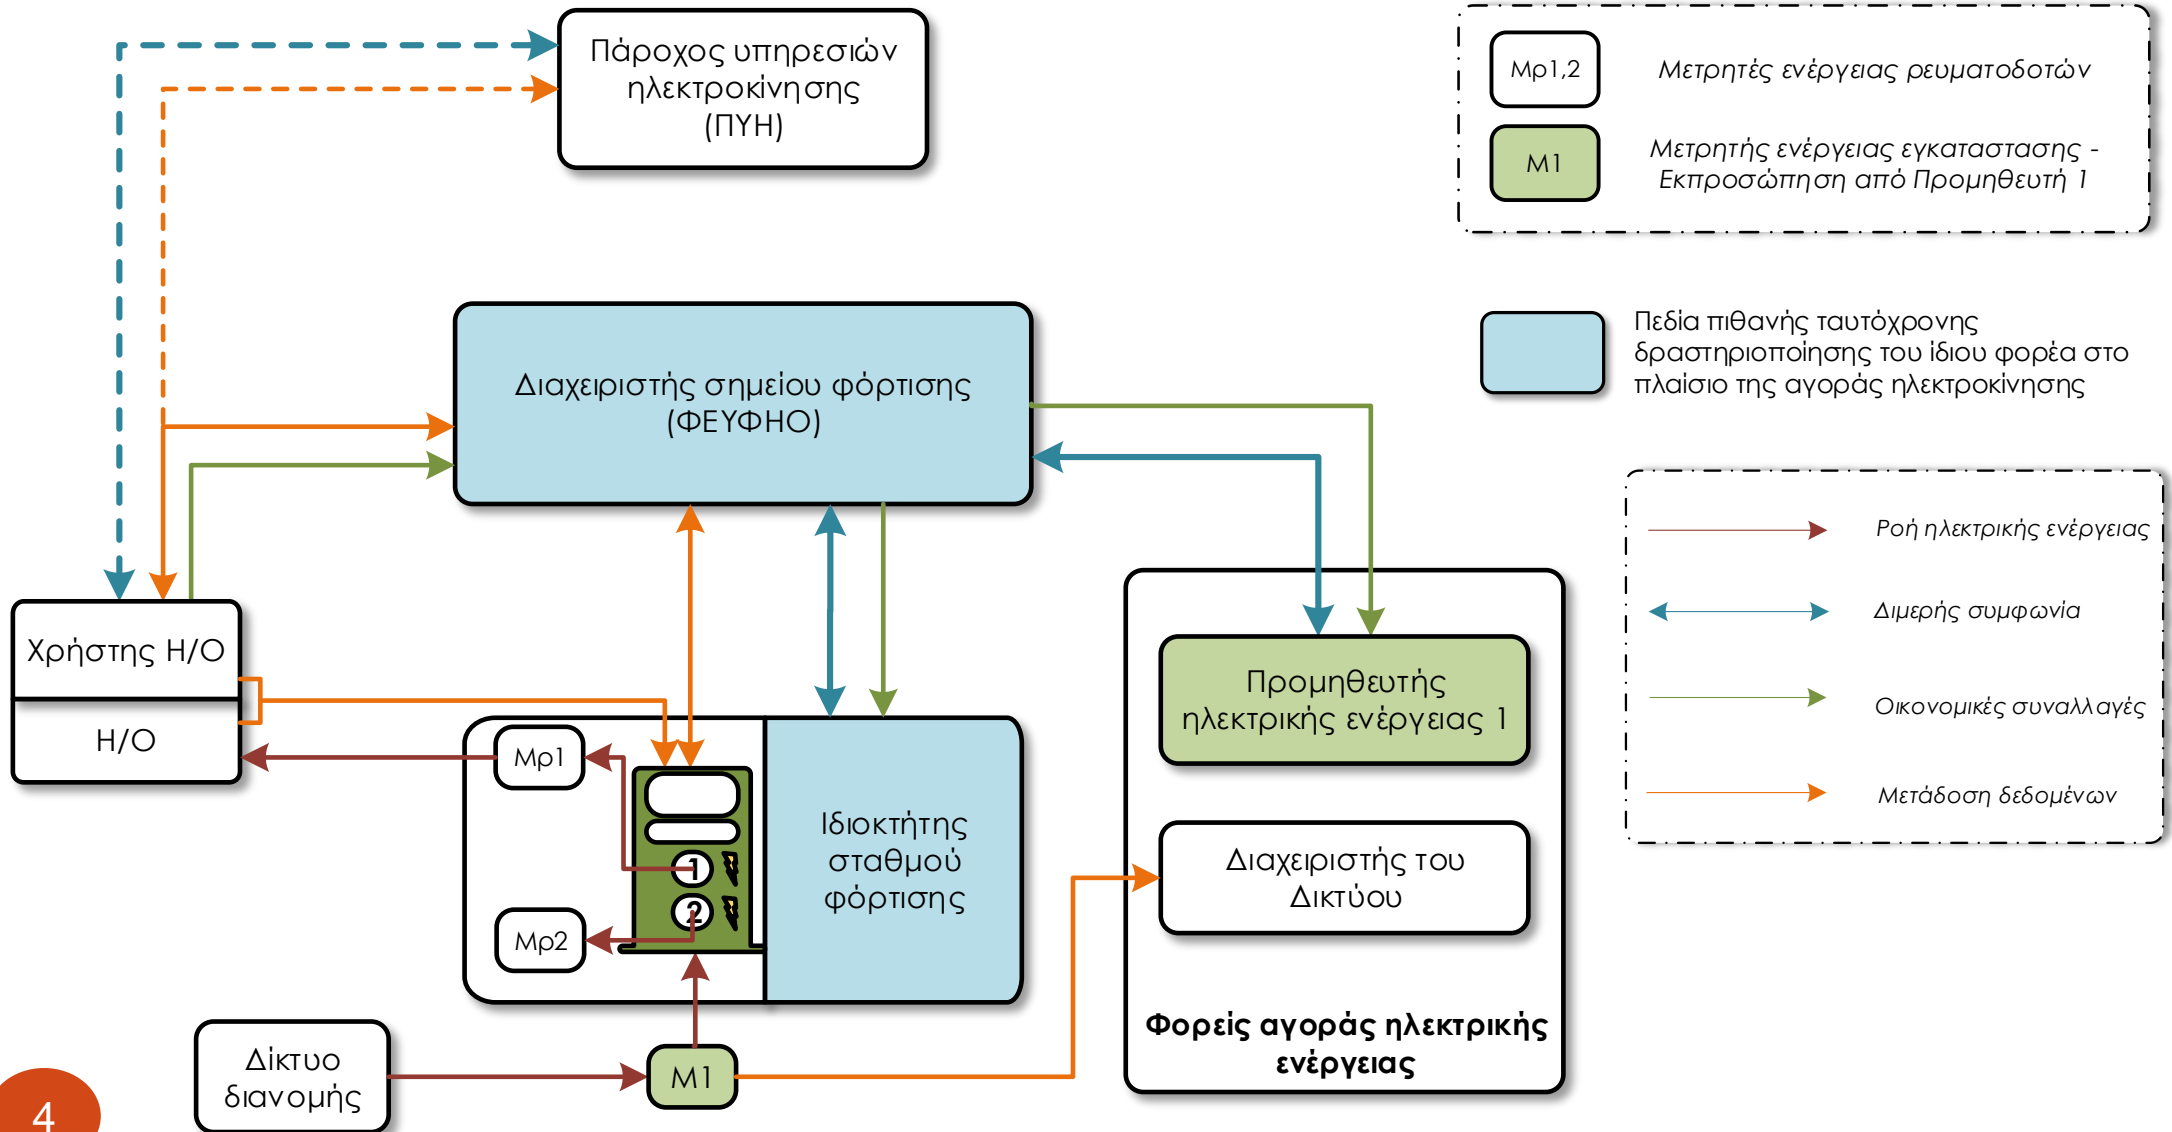 Πάροχος υπηρεσιών
ηλεκτροκίνησης
(ΠΥΗ)
Μρ1,2
Μετρητές ενέργειας ρευματοδοτών
Μ1
Μετρητής ενέργειας εγκαταστασης -
Εκπροσώπηση από Προμηθευτή 1
Πεδία πιθανής ταυτόχρονης
δραστηριοποίησης του ίδιου φορέα στο
πλαίσιο της αγοράς ηλεκτροκίνησης
Διαχειριστής σημείου φόρτισης
(ΦΕΥΦΗΟ)
Ροή ηλεκτρικής ενέργειας
Διμερής συμφωνία
Οικονομικές συναλλαγές
Μετάδοση δεδομένων
Χρήστης Η/Ο
Η/Ο
Μρ1
1
2
Μρ2
Ιδιοκτήτης
σταθμού
φόρτισης
Προμηθευτής
ηλεκτρικής ενέργειας 1
Διαχειριστής του
Δικτύου
Φορείς αγοράς ηλεκτρικής
ενέργειας
Δίκτυο
διανομής
Μ1
4